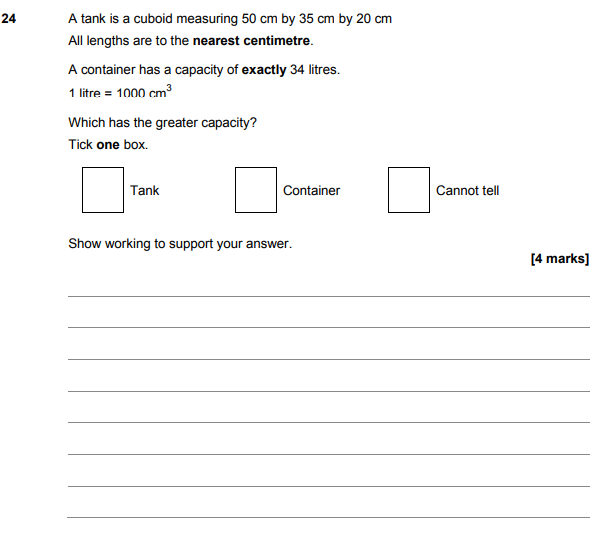 24 A tank is a cuboid measuring 50 cm by 35 cm by 20 cm
All lengths are to the nearest centimetre.
A container has a capacity of exactly 34 litres.
1 litre = 1000 cm³
Which has the greater capacity?
Tick one box.
Tank Container Cannot tell
Show working to support your answer.
[4 marks]